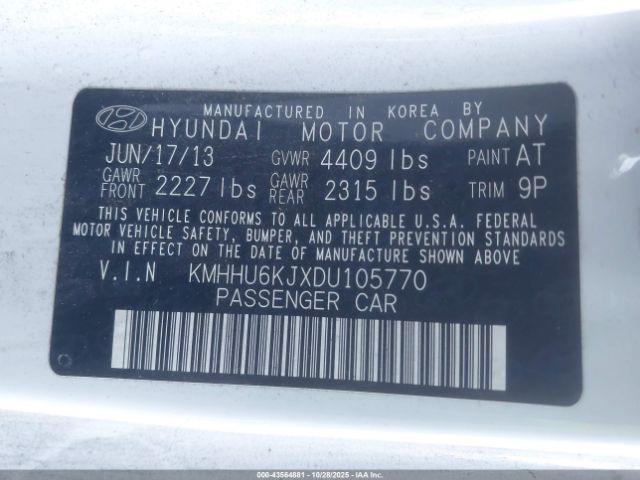 MANUFACTURED IN KOREA BY
HYUNDAI MOTOR COMPANY
JUN/17/13 GVWR 4409 lbs PAINT AT
GAWR FRONT 2227 lbs GAWR REAR 2315 lbs TRIM 9P
THIS VEHICLE CONFORMS TO ALL APPLICABLE U.S.A. FEDERAL
MOTOR VEHICLE SAFETY, BUMPER, AND THEFT PREVENTION STANDARDS
IN EFFECT ON THE DATE OF MANUFACTURE SHOWN ABOVE
V.I.N KMHHU6KJXDU105770
PASSENGER CAR
000-43564881 | 10/28/2025 | IAAI.COM